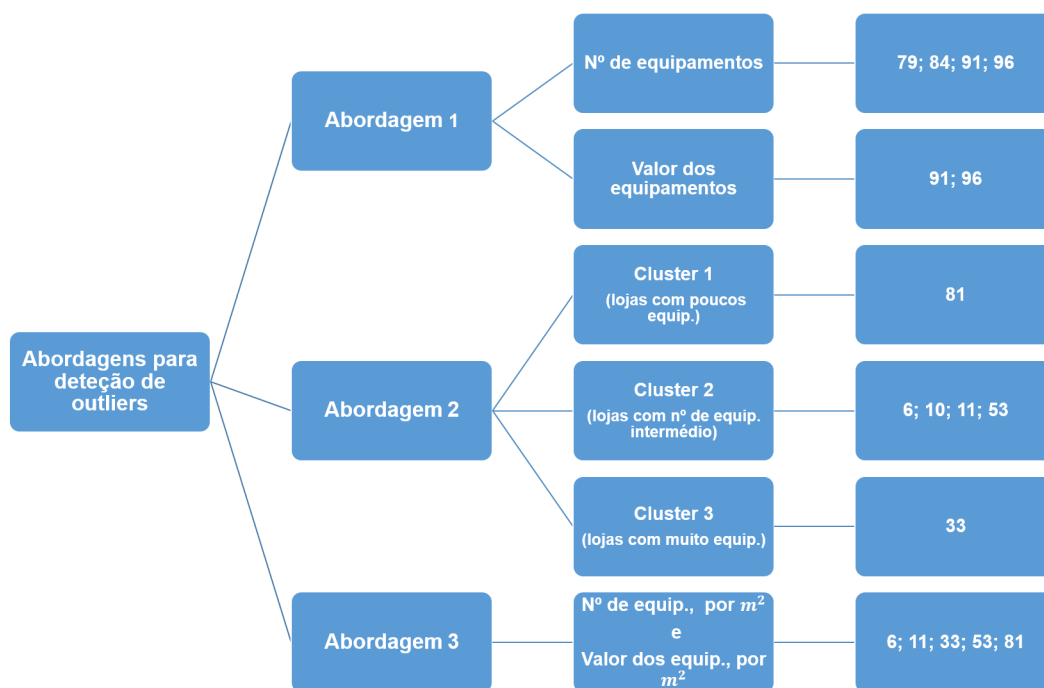 Nº de equipamentos
79; 84; 91; 96
Abordagem 1
Valor dos
equipamentos
91; 96
Cluster 1
(lojas com poucos
equip.)
81
Abordagens para
deteção de
outliers
Abordagem 2
Cluster 2
(lojas com nº de equip.
intermédio)
6; 10; 11; 53
Cluster 3
(lojas com muito equip.)
33
Abordagem 3
Nº de equip., por m²
e
Valor dos equip., por
m²
6; 11; 33; 53; 81